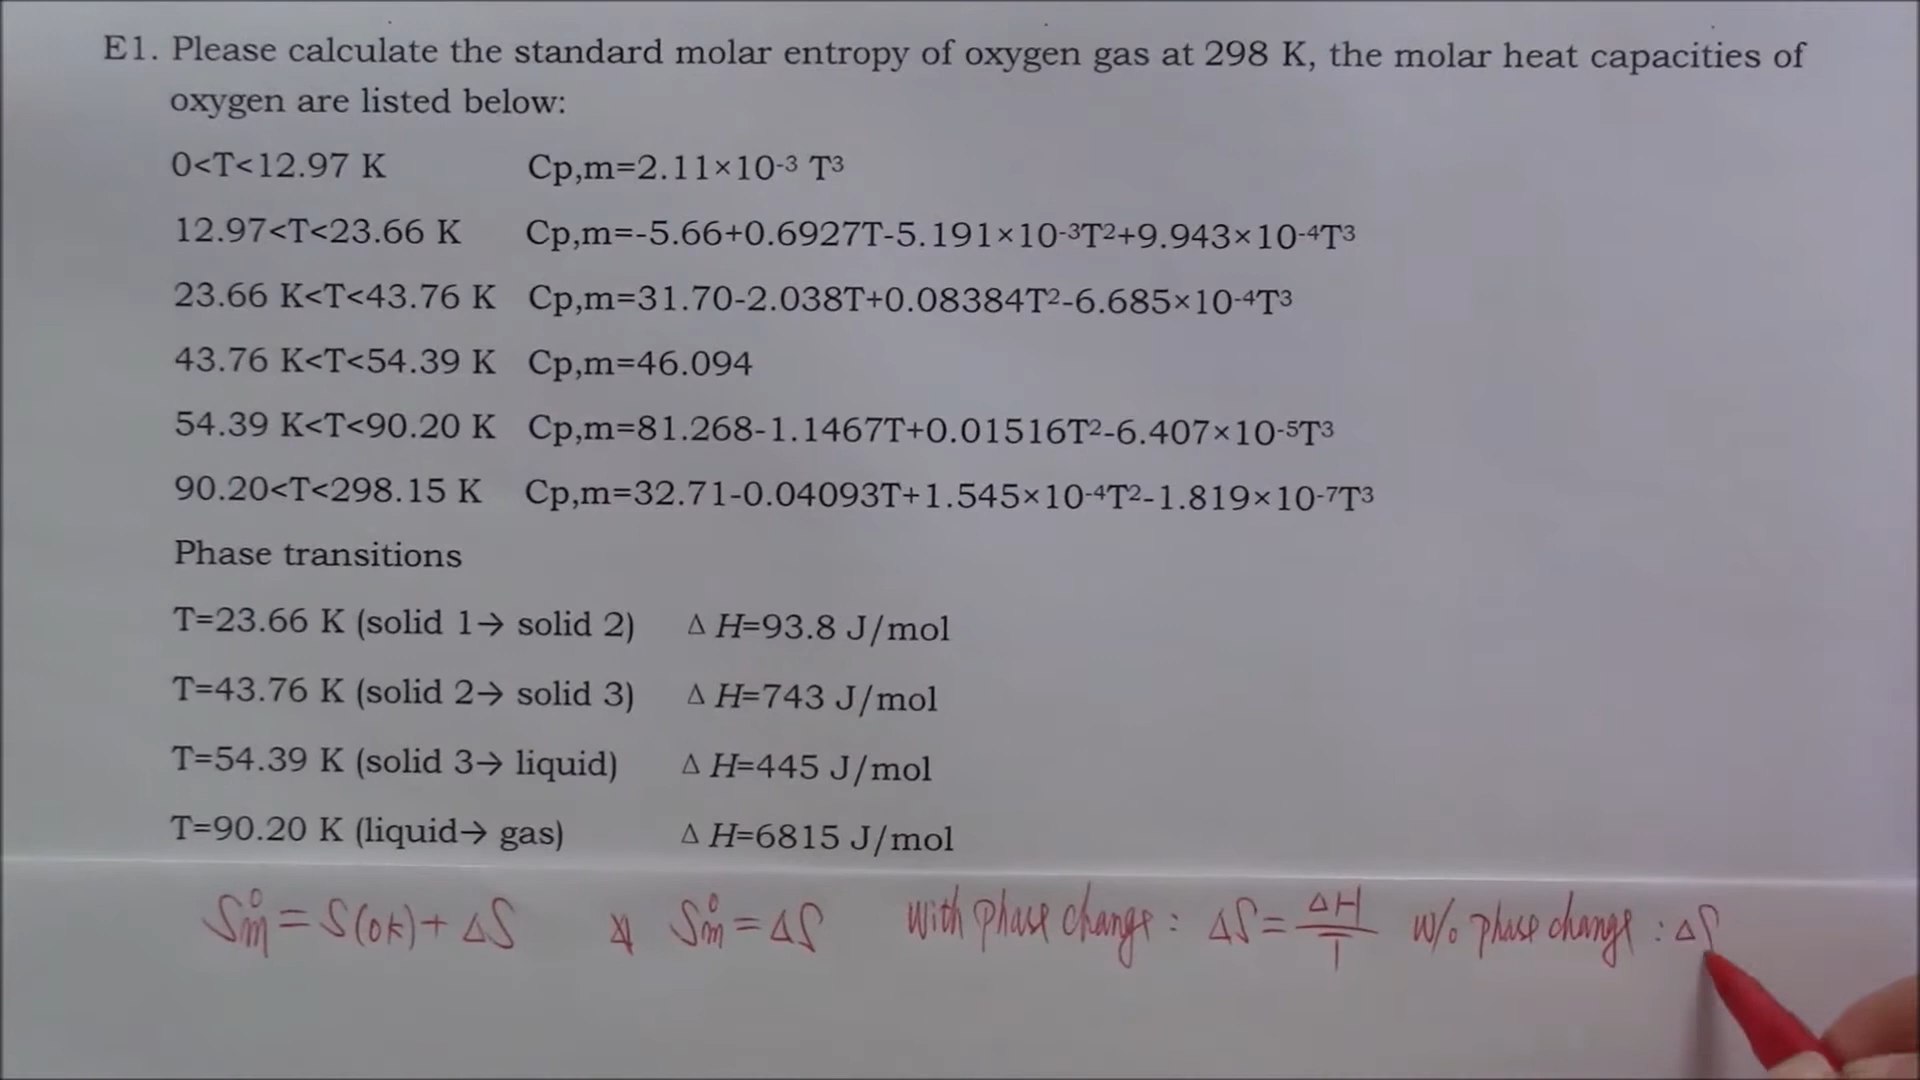 E1. Please calculate the standard molar entropy of oxygen gas at 298 K, the molar heat capacities of
oxygen are listed below:
0<T<12.97 K Cp,m=2.11×10⁻³ T³
12.97<T<23.66 K Cp,m=-5.66+0.6927T-5.191×10⁻³T²+9.943×10⁻⁴T³
23.66 K<T<43.76 K Cp,m=31.70-2.038T+0.08384T²-6.685×10⁻⁴T³
43.76 K<T<54.39 K Cp,m=46.094
54.39 K<T<90.20 K Cp,m=81.268-1.1467T+0.01516T²-6.407×10⁻⁵T³
90.20<T<298.15 K Cp,m=32.71-0.04093T+1.545×10⁻⁴T²-1.819×10⁻⁷T³
Phase transitions
T=23.66 K (solid 1→ solid 2) Δ H=93.8 J/mol
T=43.76 K (solid 2→ solid 3) Δ H=743 J/mol
T=54.39 K (solid 3→ liquid) Δ H=445 J/mol
T=90.20 K (liquid→ gas) Δ H=6815 J/mol
S°m = S(0K) + ΔS S°m = ΔS With phase change : ΔS = ΔH/T w/o phase change : ΔS